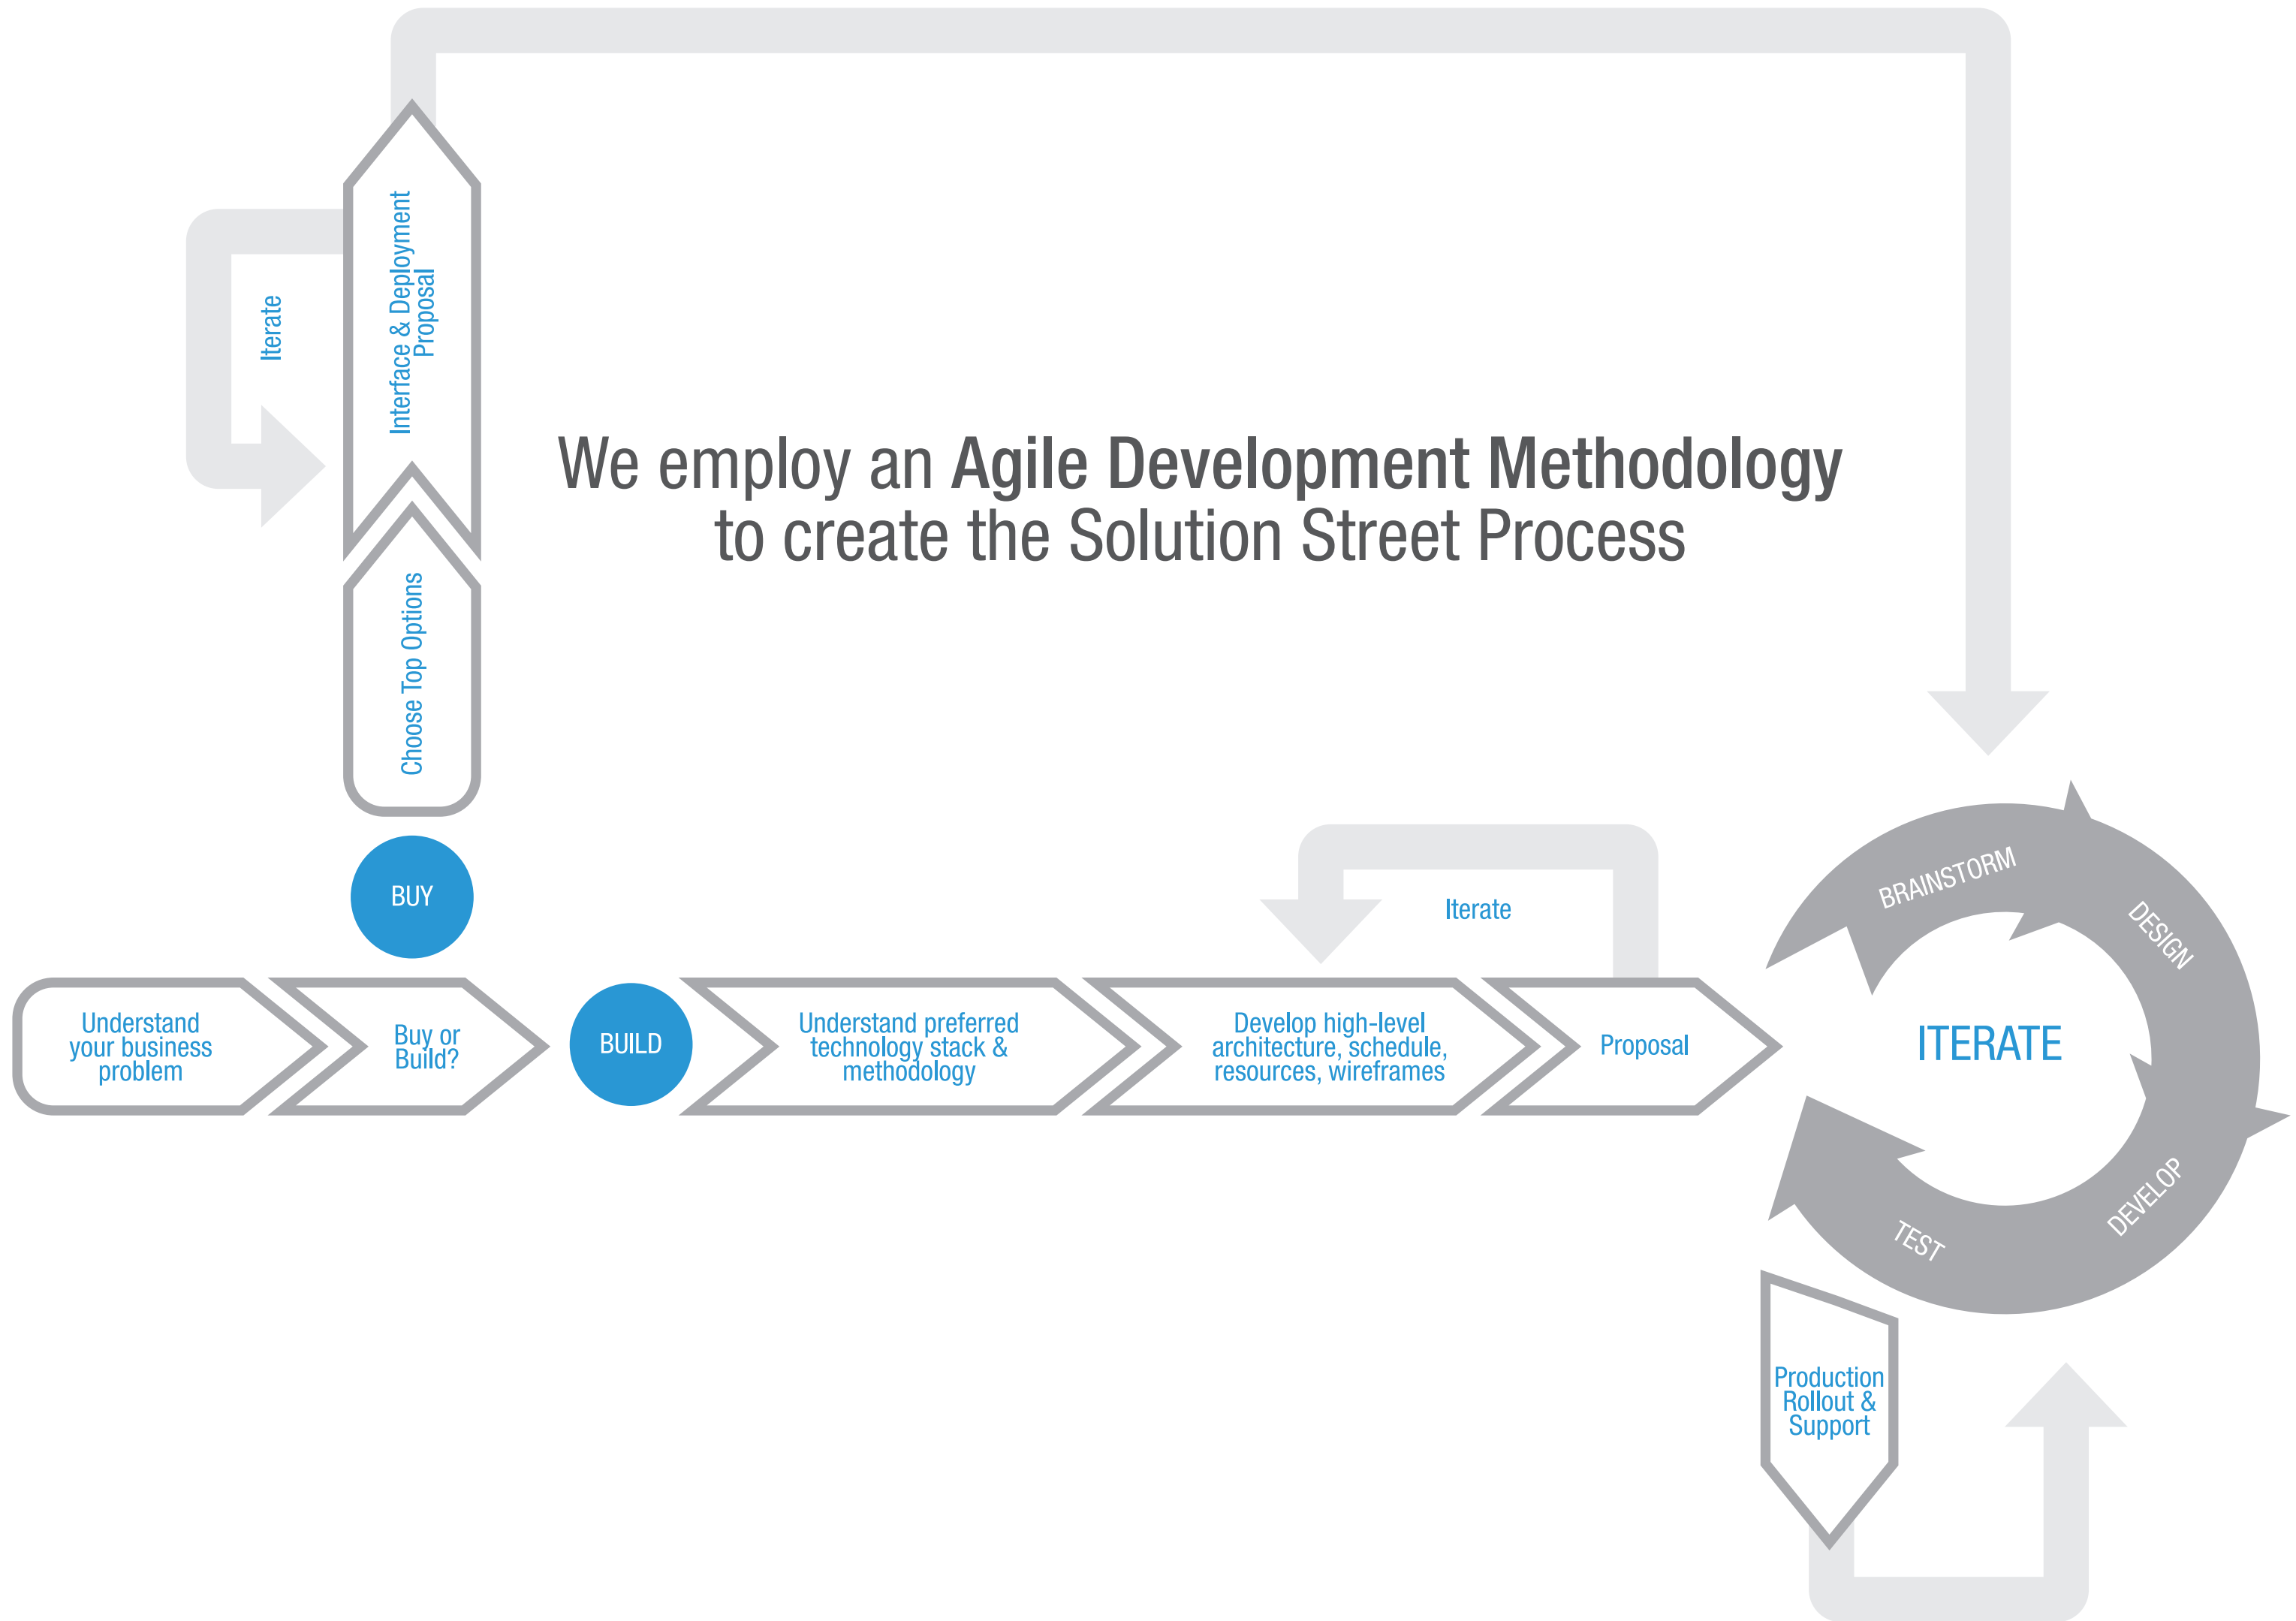 Interface & Deployment
Proposal
Iterate
We employ an Agile Development Methodology
to create the Solution Street Process
Choose Top Options
BUY
Understand
your business
problem
Buy or
Build?
BUILD
Understand preferred
technology stack &
methodology
Develop high-level
architecture, schedule,
resources, wireframes
Iterate
Proposal
BRAINSTORM
DESIGN
ITERATE
DEVELOP
TEST
Production
Rollout &
Support